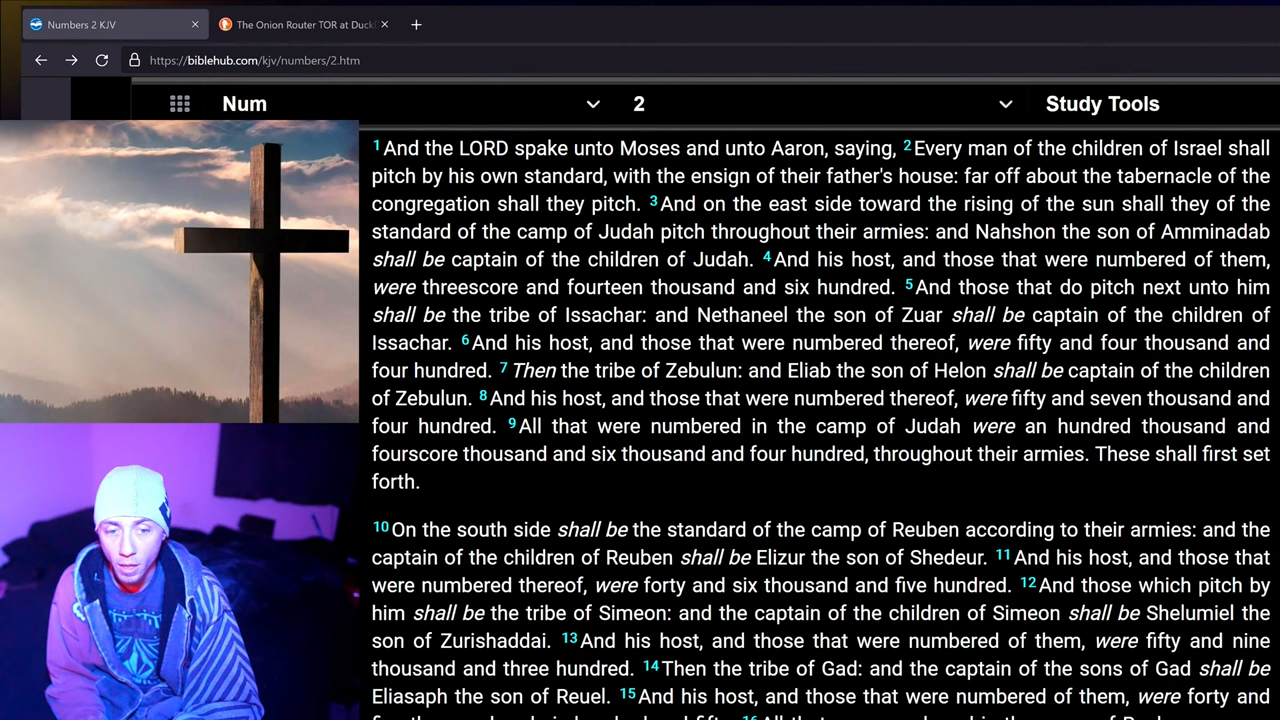 Numbers 2 KJV
The Onion Router TOR at Duck
https://biblehub.com/kjv/numbers/2.htm
Num 2 Study Tools
1 And the LORD spake unto Moses and unto Aaron, saying, 2 Every man of the children of Israel shall
pitch by his own standard, with the ensign of their father's house: far off about the tabernacle of the
congregation shall they pitch. 3 And on the east side toward the rising of the sun shall they of the
standard of the camp of Judah pitch throughout their armies: and Nahshon the son of Amminadab
shall be captain of the children of Judah. 4 And his host, and those that were numbered of them,
were threescore and fourteen thousand and six hundred. 5 And those that do pitch next unto him
shall be the tribe of Issachar: and Nethaneel the son of Zuar shall be captain of the children of
Issachar. 6 And his host, and those that were numbered thereof, were fifty and four thousand and
four hundred. 7 Then the tribe of Zebulun: and Eliab the son of Helon shall be captain of the children
of Zebulun. 8 And his host, and those that were numbered thereof, were fifty and seven thousand and
four hundred. 9 All that were numbered in the camp of Judah were an hundred thousand and
fourscore thousand and six thousand and four hundred, throughout their armies. These shall first set
forth.
10 On the south side shall be the standard of the camp of Reuben according to their armies: and the
captain of the children of Reuben shall be Elizur the son of Shedeur. 11 And his host, and those that
were numbered thereof, were forty and six thousand and five hundred. 12 And those which pitch by
him shall be the tribe of Simeon: and the captain of the children of Simeon shall be Shelumiel the
son of Zurishaddai. 13 And his host, and those that were numbered of them, were fifty and nine
thousand and three hundred. 14 Then the tribe of Gad: and the captain of the sons of Gad shall be
Eliasaph the son of Reuel. 15 And his host, and those that were numbered of them, were forty and